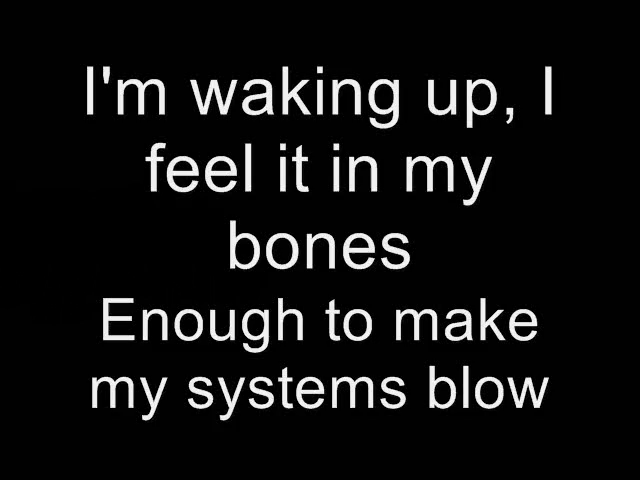 I'm waking up, I
feel it in my
bones
Enough to make
my systems blow